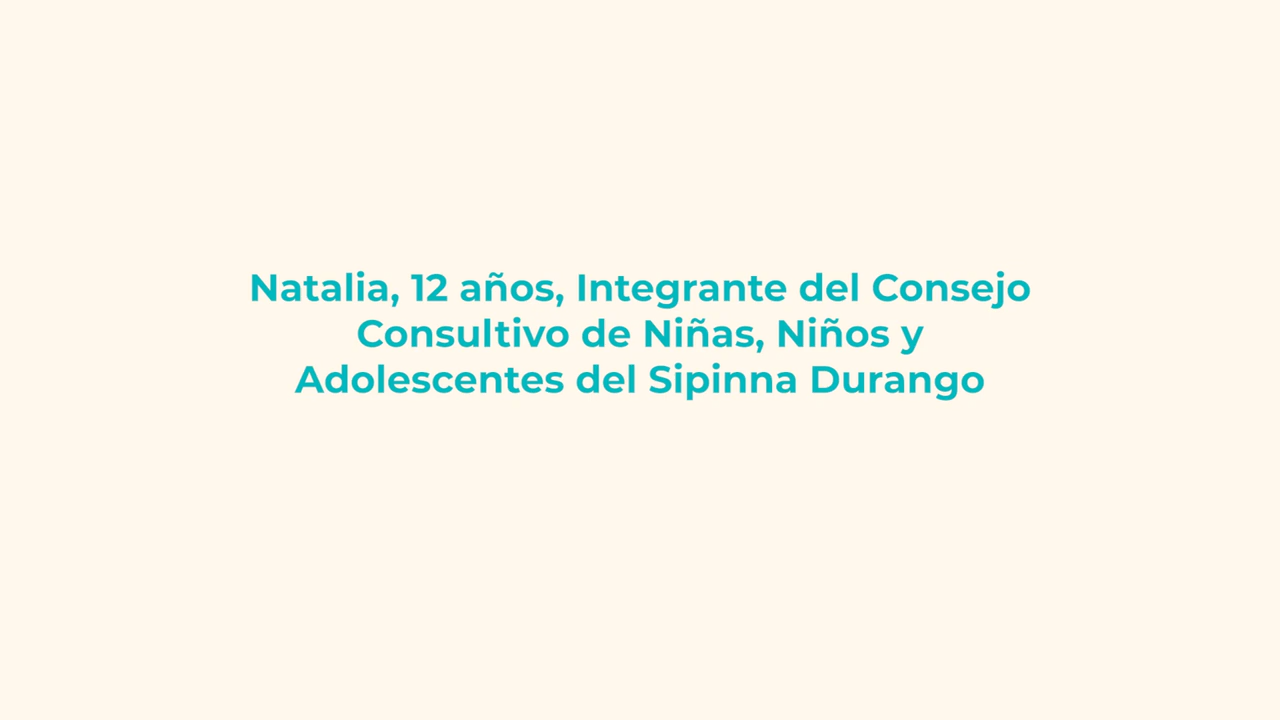 Natalia, 12 años, Integrante del Consejo
Consultivo de Niñas, Niños y
Adolescentes del Sipinna Durango